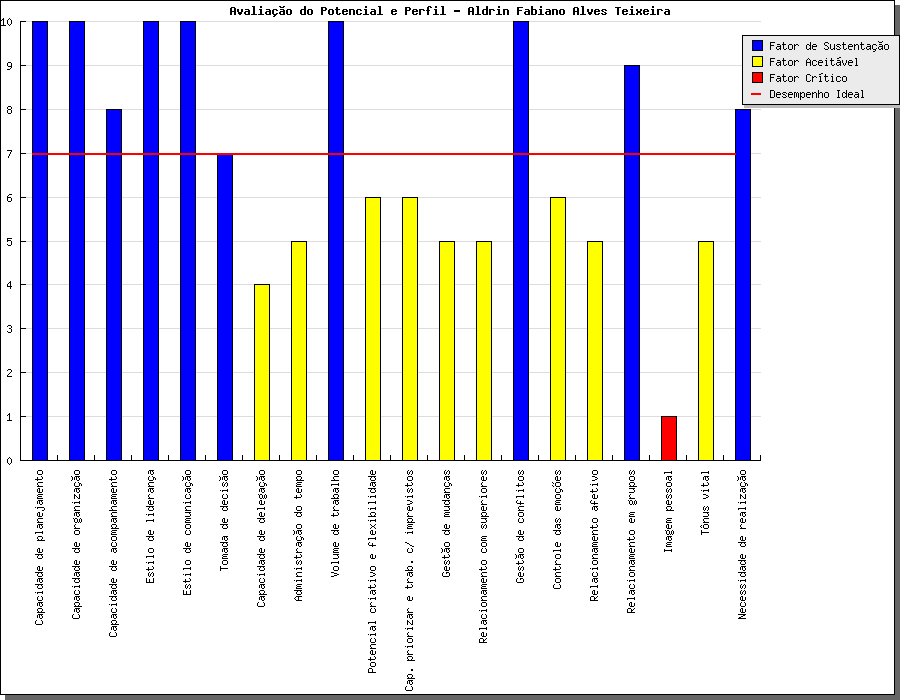 Avaliação do Potencial e Perfil - Aldrin Fabiano Alves Teixeira
10
9
8
7
6
5
4
3
2
1
0
Fator de Sustentação
Fator Aceitável
Fator Crítico
Desempenho Ideal
Capacidade de planejamento
Capacidade de organização
Capacidade de acompanhamento
Estilo de liderança
Estilo de comunicação
Tomada de decisão
Capacidade de delegação
Administração do tempo
Volume de trabalho
Potencial criativo e flexibilidade
Cap. priorizar e trab. c/ imprevistos
Gestão de mudanças
Relacionamento com superiores
Gestão de conflitos
Controle das emoções
Relacionamento afetivo
Relacionamento em grupos
Imagem pessoal
Tônus vital
Necessidade de realização